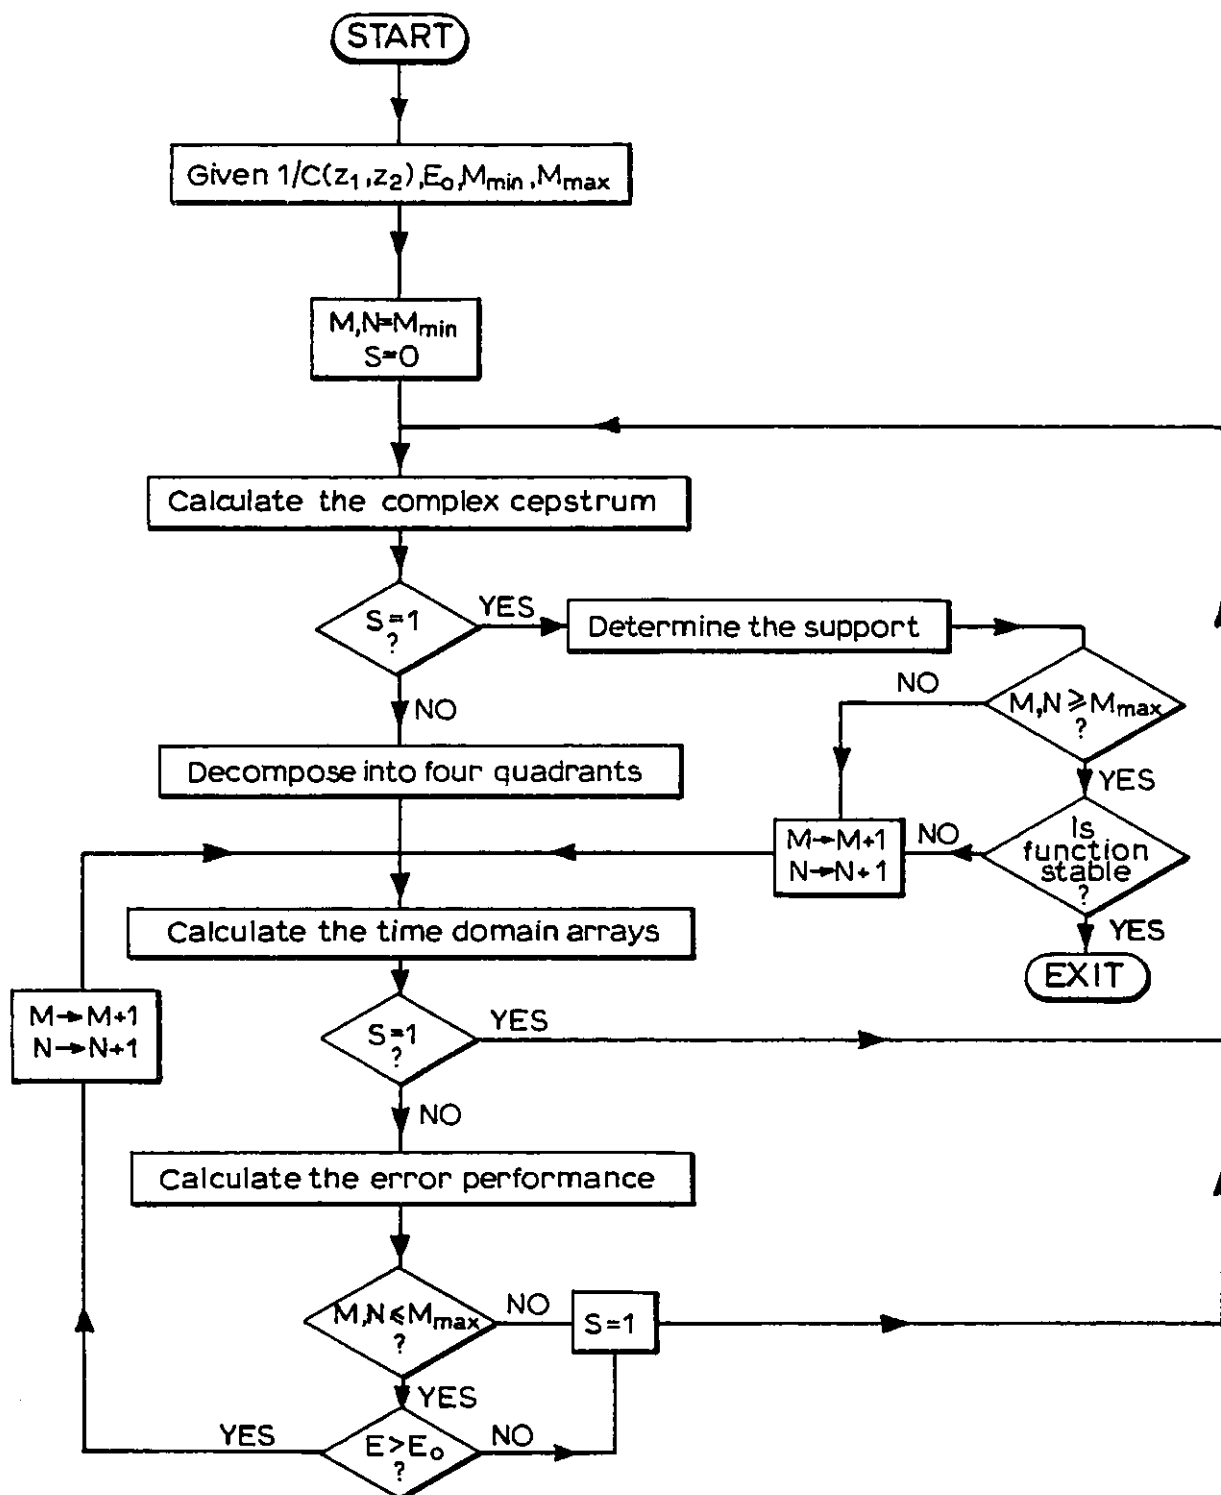 START
Given 1/C(z₁,z₂),E₀,Mmin,Mmax
M,N=Mmin
S=0
Calculate the complex cepstrum
S=1
?
YES
Determine the support
NO
NO
M,N⩾Mmax
?
YES
Decompose into four quadrants
M→M+1
N→N+1
NO
Is
function
stable
?
YES
EXIT
Calculate the time domain arrays
M→M+1
N→N+1
S=1
?
YES
NO
Calculate the error performance
M,N⩽Mmax
?
NO
S=1
YES
YES
E>E₀
?
NO